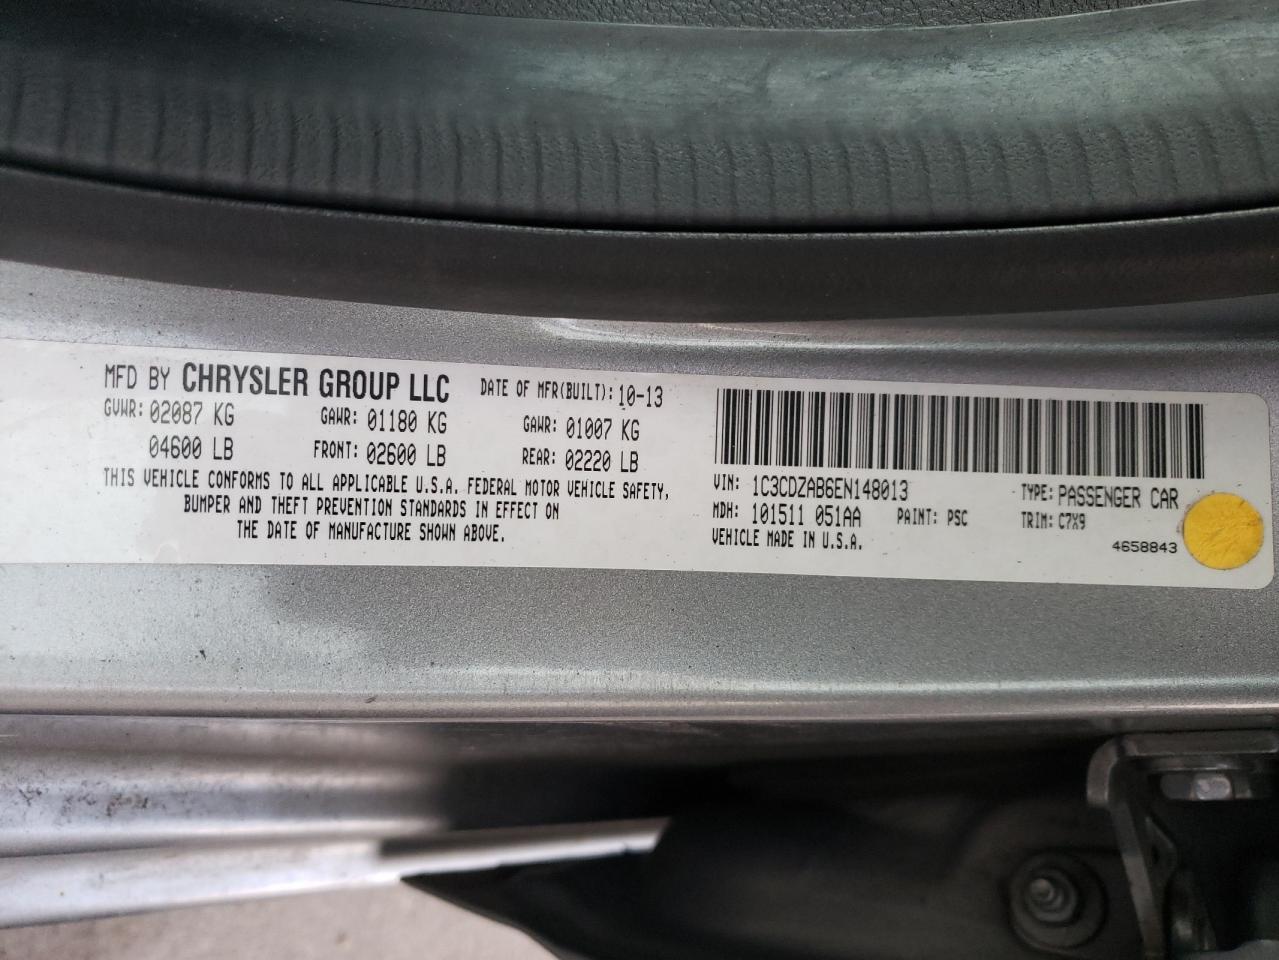 MFD BY CHRYSLER GROUP LLC DATE OF MFR(BUILT): 10-13
GVWR: 02087 KG GAWR: 01180 KG GAWR: 01007 KG
04600 LB FRONT: 02600 LB REAR: 02220 LB
THIS VEHICLE CONFORMS TO ALL APPLICABLE U.S.A. FEDERAL MOTOR VEHICLE SAFETY,
BUMPER AND THEFT PREVENTION STANDARDS IN EFFECT ON
THE DATE OF MANUFACTURE SHOWN ABOVE.
VIN: 1C3CDZAB6EN148013 TYPE: PASSENGER CAR
MDH: 101511 051AA PAINT: PSC TRIM: C7X9
VEHICLE MADE IN U.S.A.
4658843